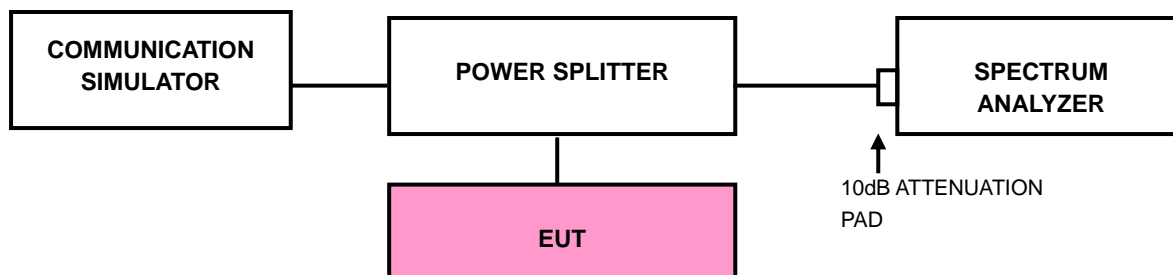 COMMUNICATION
SIMULATOR
POWER SPLITTER
SPECTRUM
ANALYZER
10dB ATTENUATION
PAD
EUT